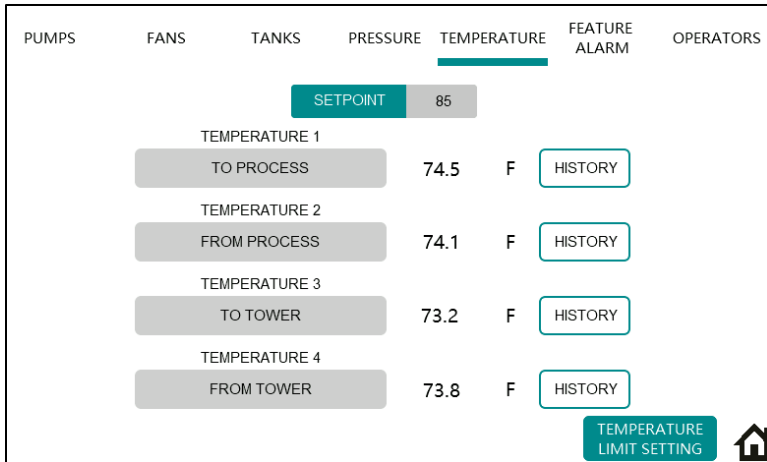 PUMPS FANS TANKS PRESSURE TEMPERATURE FEATURE ALARM OPERATORS
SETPOINT 85
TEMPERATURE 1
TO PROCESS 74.5 F HISTORY
TEMPERATURE 2
FROM PROCESS 74.1 F HISTORY
TEMPERATURE 3
TO TOWER 73.2 F HISTORY
TEMPERATURE 4
FROM TOWER 73.8 F HISTORY
TEMPERATURE
LIMIT SETTING